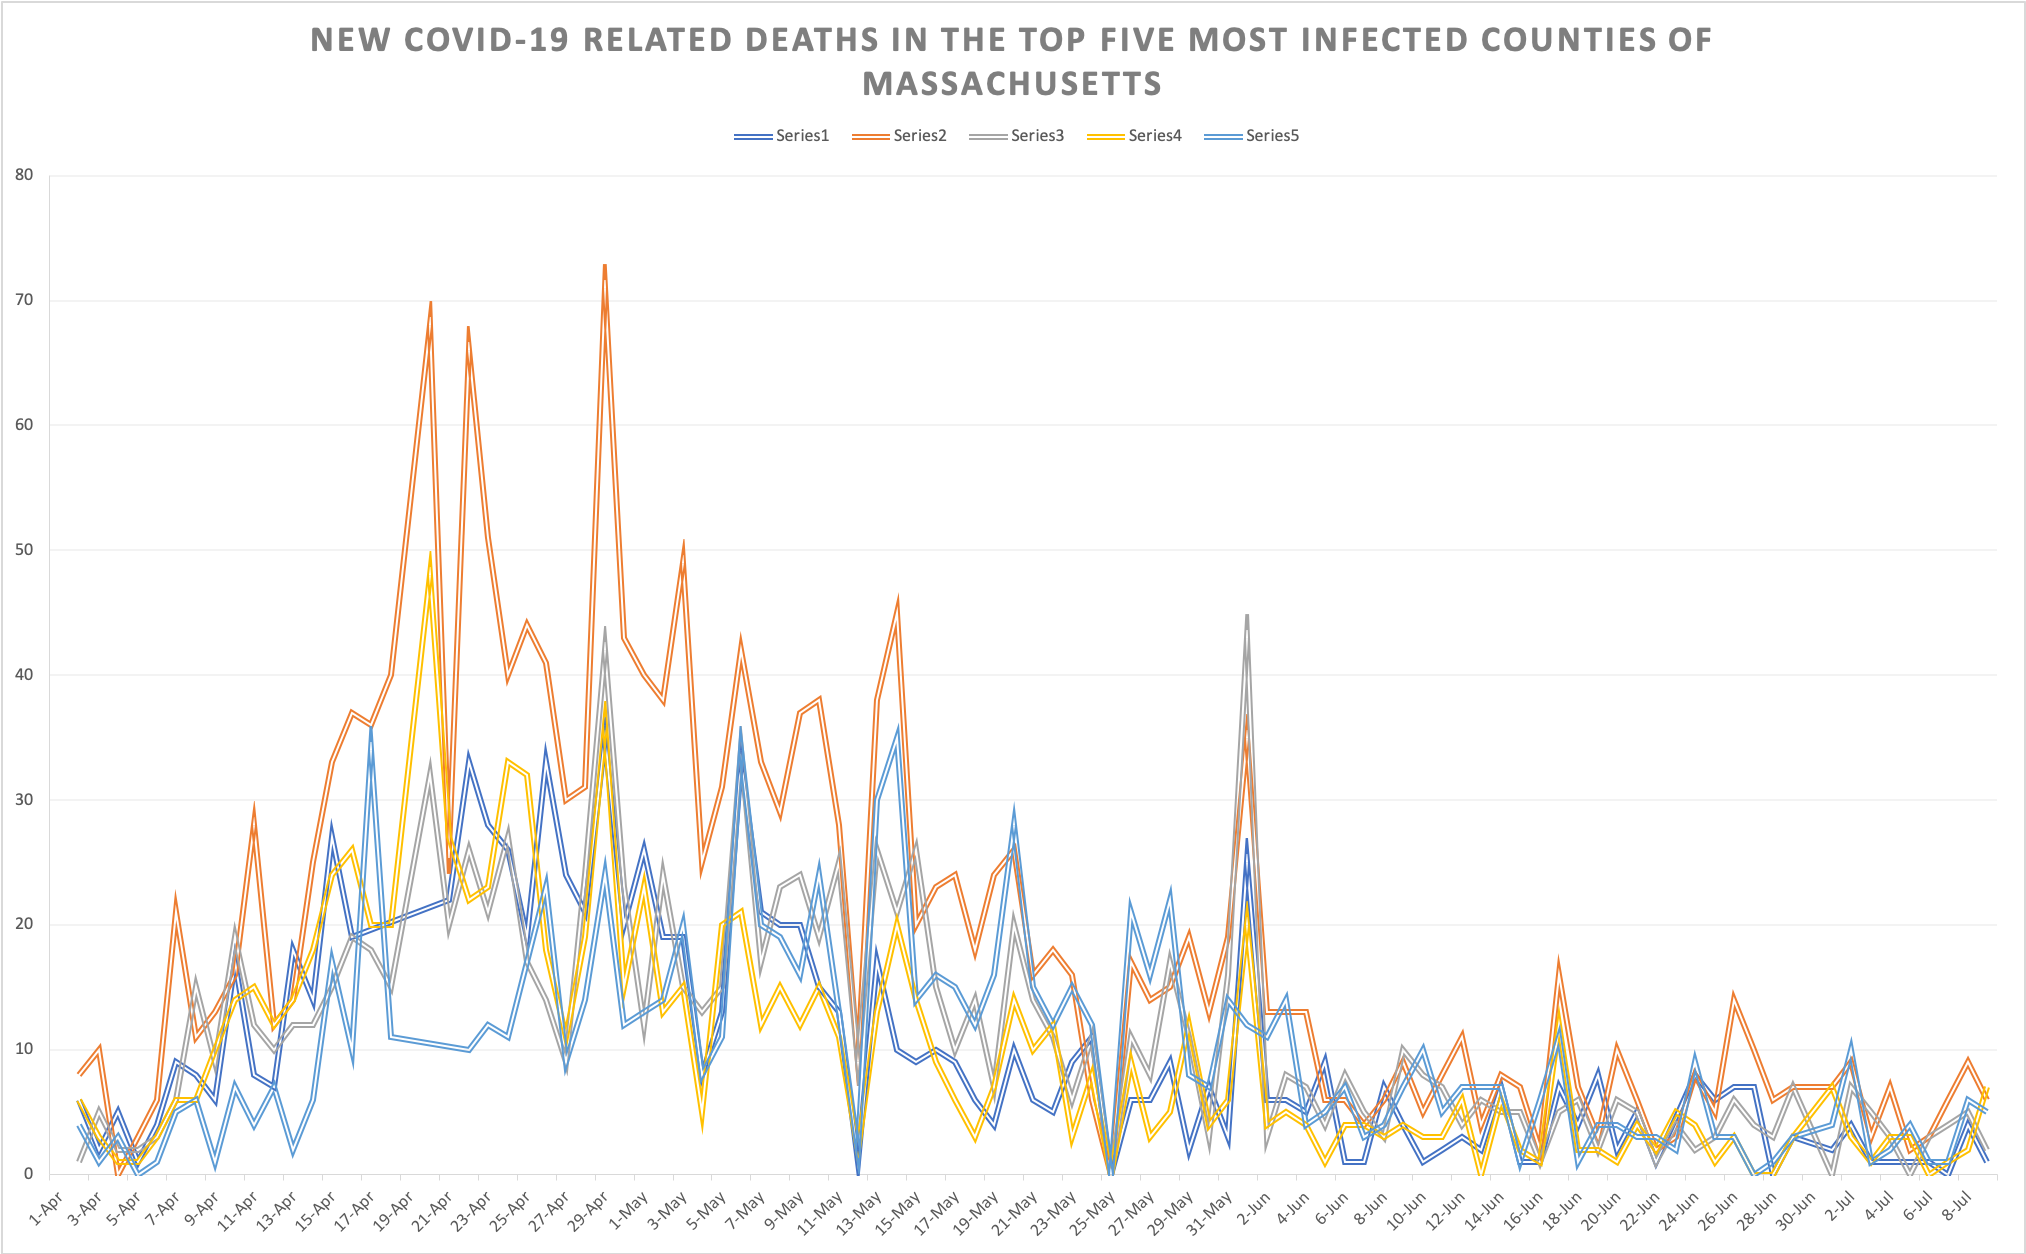 NEW COVID-19 RELATED DEATHS IN THE TOP FIVE MOST INFECTED COUNTIES OF
MASSACHUSETTS
Series1 Series2 Series3 Series4 Series5
80
70
60
50
40
30
20
10
0
1-Apr 3-Apr 5-Apr 7-Apr 9-Apr 11-Apr 13-Apr 15-Apr 17-Apr 19-Apr 21-Apr 23-Apr 25-Apr 27-Apr 29-Apr 1-May 3-May 5-May 7-May 9-May 11-May 13-May 15-May 17-May 19-May 21-May 23-May 25-May 27-May 29-May 31-May 2-Jun 4-Jun 6-Jun 8-Jun 10-Jun 12-Jun 14-Jun 16-Jun 18-Jun 20-Jun 22-Jun 24-Jun 26-Jun 28-Jun 30-Jun 2-Jul 4-Jul 6-Jul 8-Jul